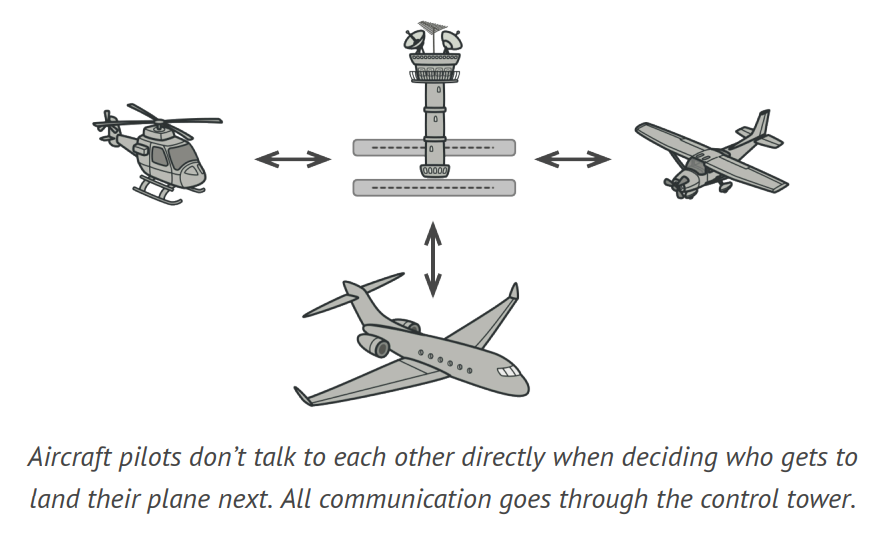 Aircraft pilots don’t talk to each other directly when deciding who gets to
land their plane next. All communication goes through the control tower.